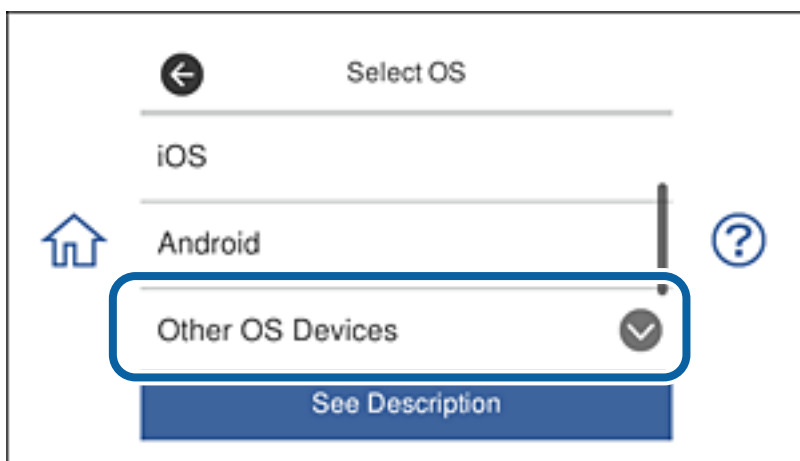 Select OS
iOS
Android
Other OS Devices
See Description